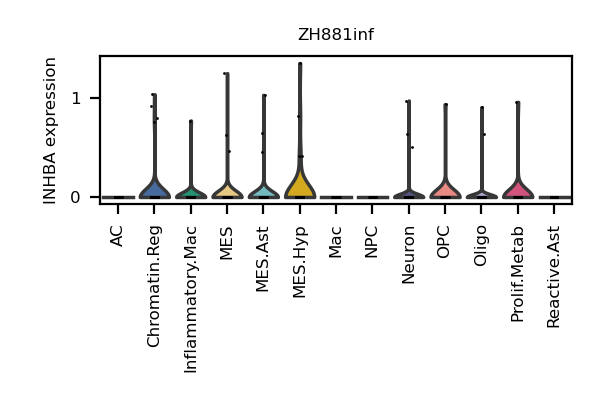 ZH881inf
INHBA expression
1
0
AC
Chromatin.Reg
Inflammatory.Mac
MES
MES.Ast
MES.Hyp
Mac
NPC
Neuron
OPC
Oligo
Prolif.Metab
Reactive.Ast